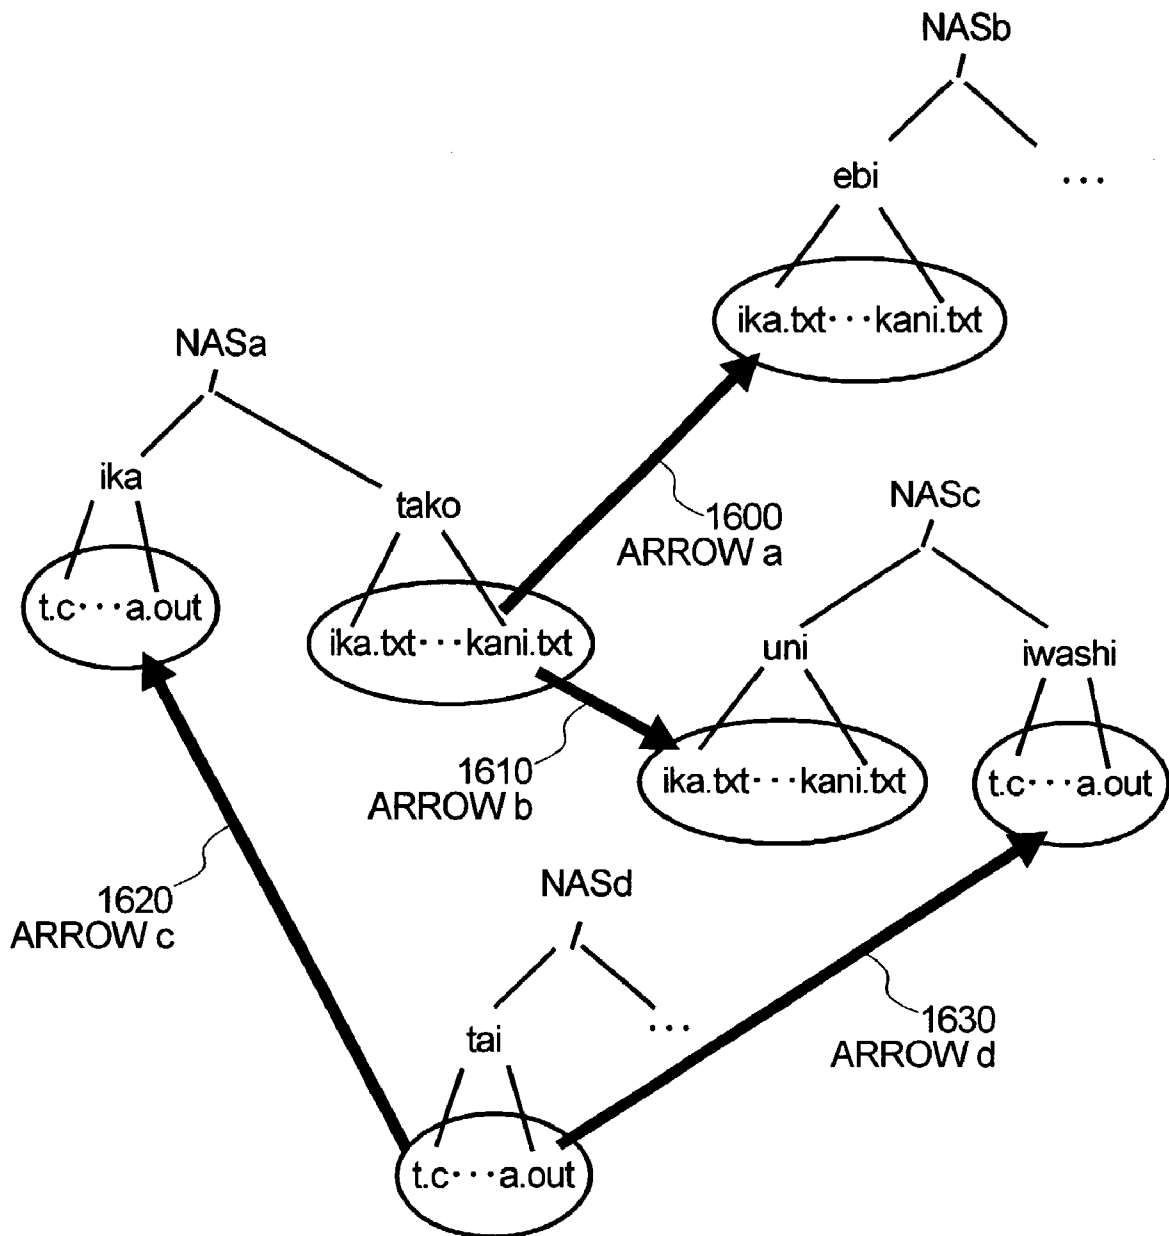 NASb
ebi
...
ika.txt···kani.txt
NASa
ika
tako
t.c···a.out
ika.txt···kani.txt
1600
ARROW a
NASc
uni
iwashi
ika.txt···kani.txt
t.c···a.out
1610
ARROW b
1620
ARROW c
NASd
tai
...
t.c···a.out
1630
ARROW d